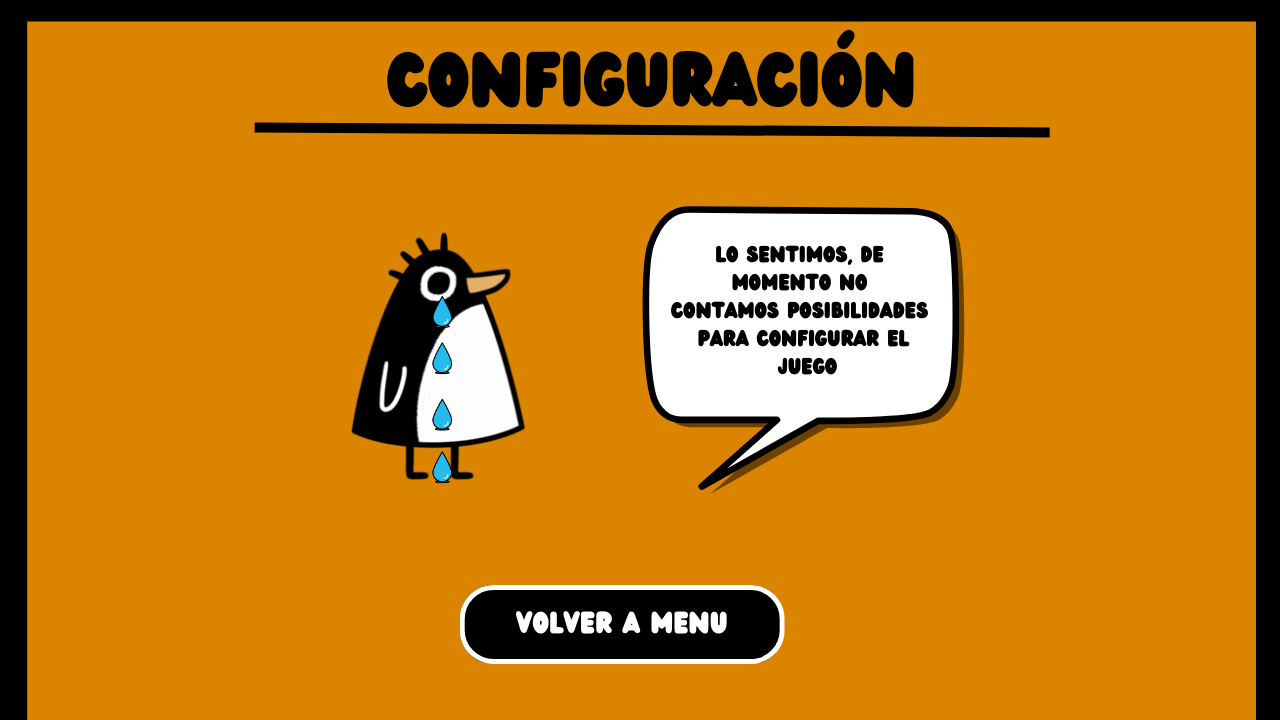 CONFIGURACIÓN
LO SENTIMOS, DE
MOMENTO NO
CONTAMOS POSIBILIDADES
PARA CONFIGURAR EL
JUEGO
VOLVER A MENU